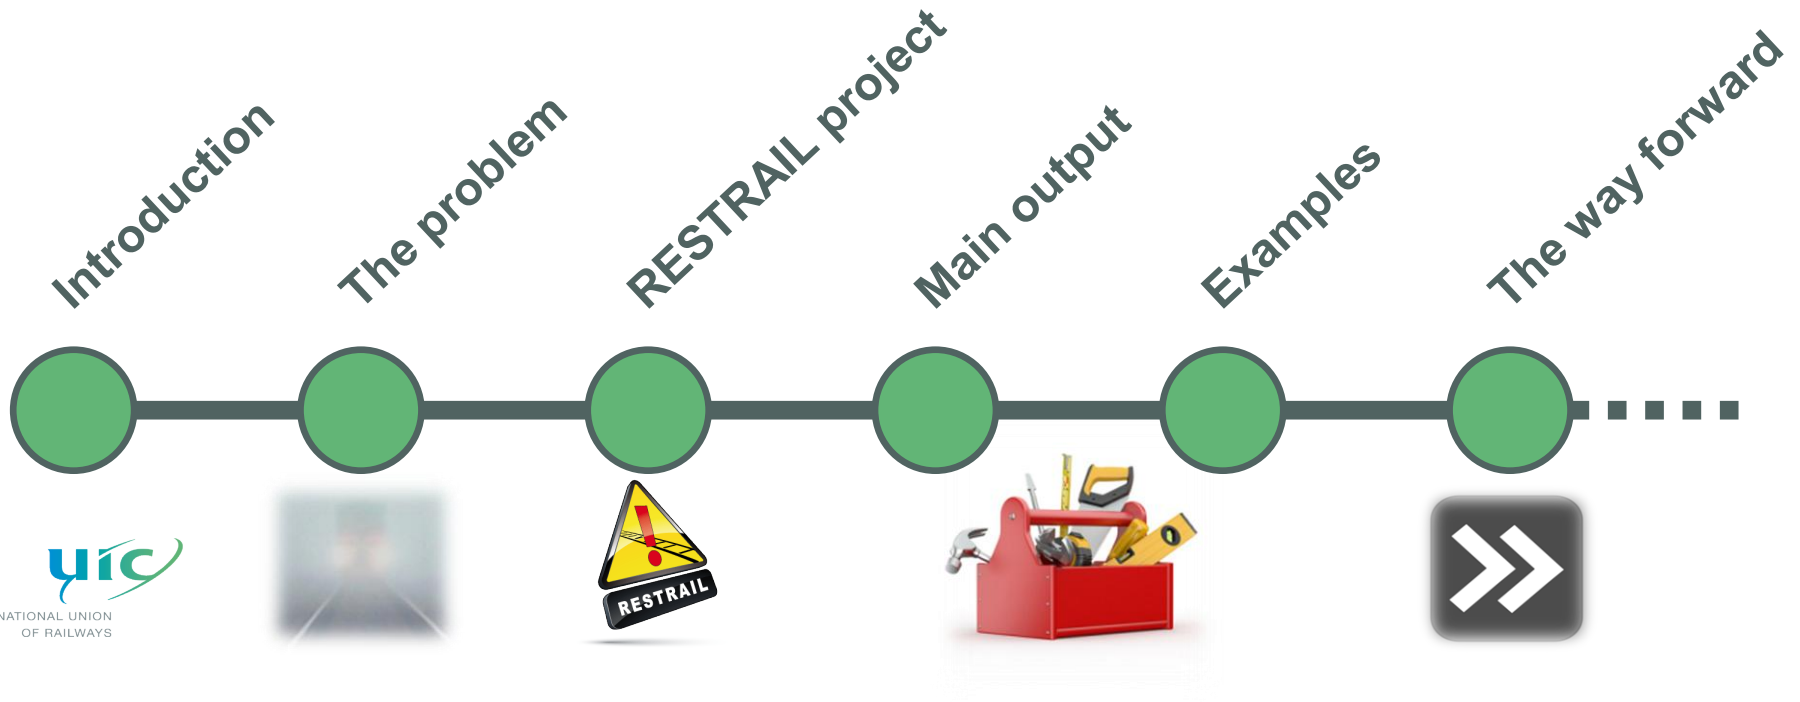 Introduction
The problem
RESTRAIL project
Main output
Examples
The way forward
uic
NATIONAL UNION
OF RAILWAYS
RESTRAIL